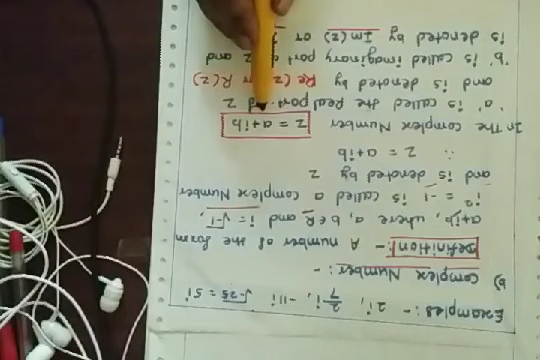 Examples :- 2i, 2/7 i, -11i, √-25 = 5i
b) Complex Number :-
Definition :- A number of the form
a+ib, where, a, b ∈ R and i = √-1,
i² = -1 is called a complex Number
and is denoted by z
∴ z = a+ib
In the complex Number z = a+ib
'a' is called the Real part of z
and is denoted by Re(z) or R(z)
'b' is called imaginary part of z and
is denoted by Im(z) or